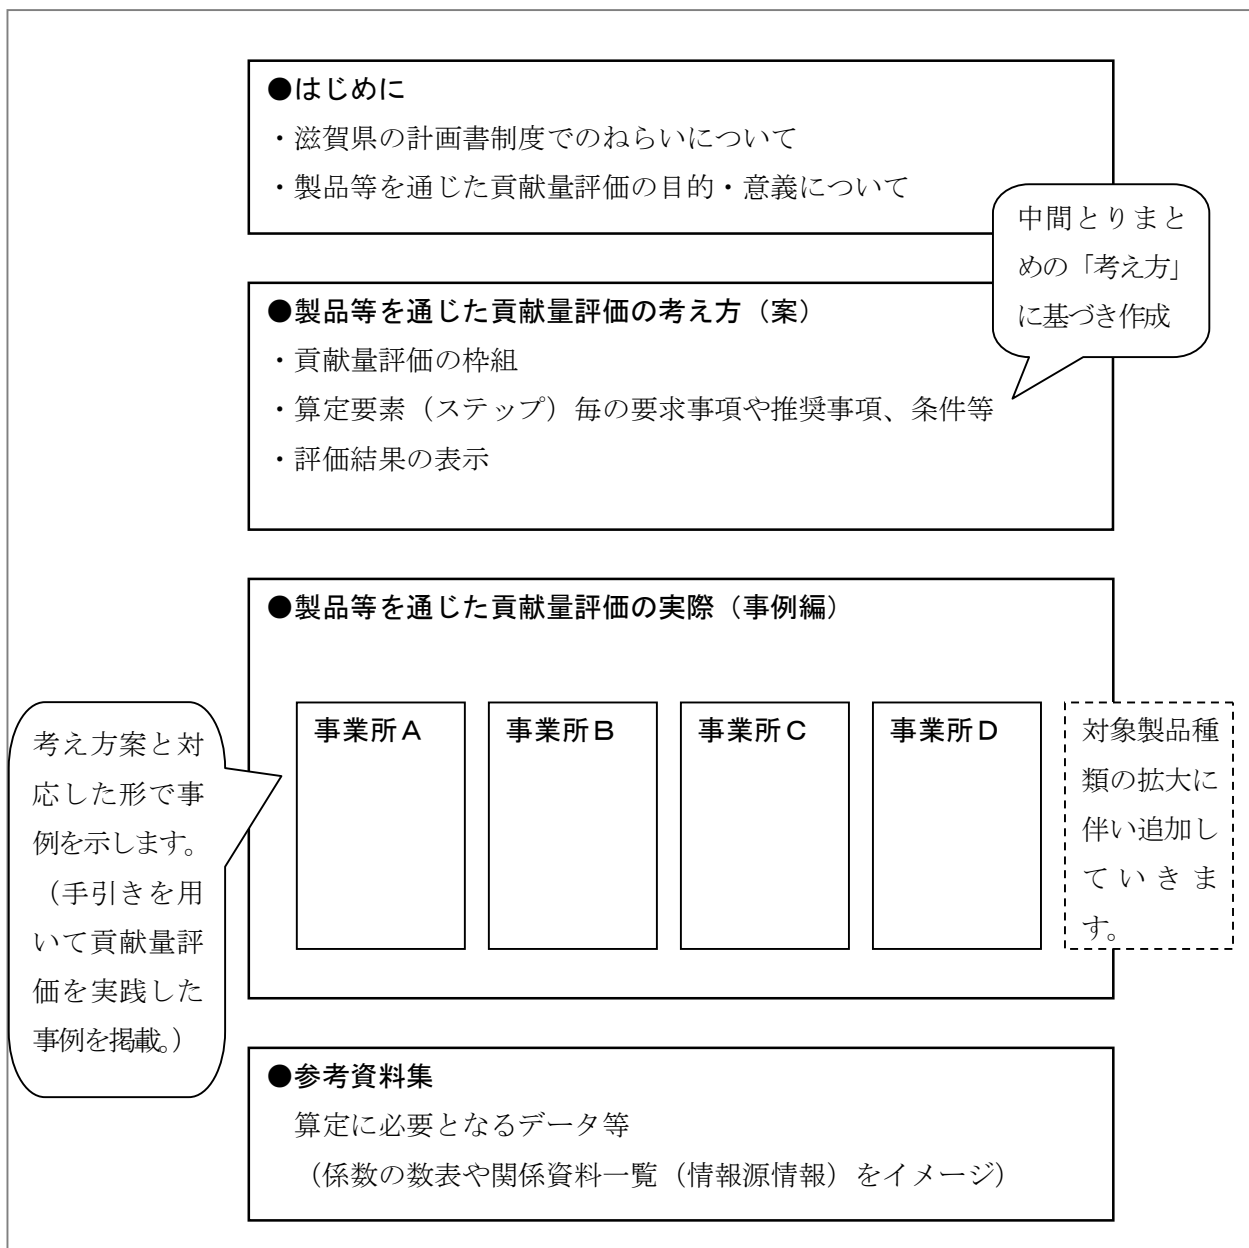 ●はじめに
・滋賀県の計画書制度でのねらいについて
・製品等を通じた貢献量評価の目的・意義について
中間とりまと
めの「考え方」
に基づき作成
●製品等を通じた貢献量評価の考え方（案）
・貢献量評価の枠組
・算定要素（ステップ）毎の要求事項や推奨事項、条件等
・評価結果の表示
●製品等を通じた貢献量評価の実際（事例編）
考え方案と対
応した形で事
例を示します。
（手引きを用
いて貢献量評
価を実践した
事例を掲載。）
事業所Ａ
事業所Ｂ
事業所Ｃ
事業所Ｄ
対象製品種
類の拡大に
伴い追加し
ていきま
す。
●参考資料集
算定に必要となるデータ等
（係数の数表や関係資料一覧（情報源情報）をイメージ）